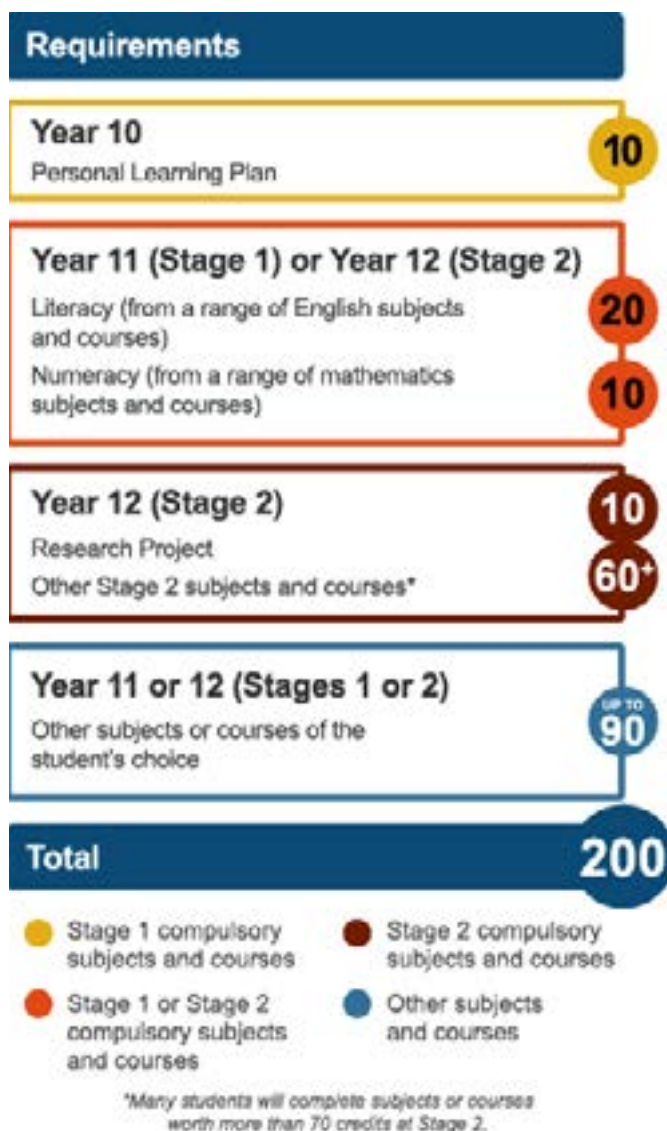 Requirements
Year 10
Personal Learning Plan
10
Year 11 (Stage 1) or Year 12 (Stage 2)
Literacy (from a range of English subjects
and courses)
20
Numeracy (from a range of mathematics
subjects and courses)
10
Year 12 (Stage 2)
10
Research Project
Other Stage 2 subjects and courses*
60+
Year 11 or 12 (Stages 1 or 2)
Other subjects or courses of the
student's choice
UP TO
90
Total
200
Stage 1 compulsory
subjects and courses
Stage 1 or Stage 2
compulsory subjects
and courses
Stage 2 compulsory
subjects and courses
Other subjects
and courses
*Many students will complete subjects or courses
worth more than 70 credits at Stage 2.